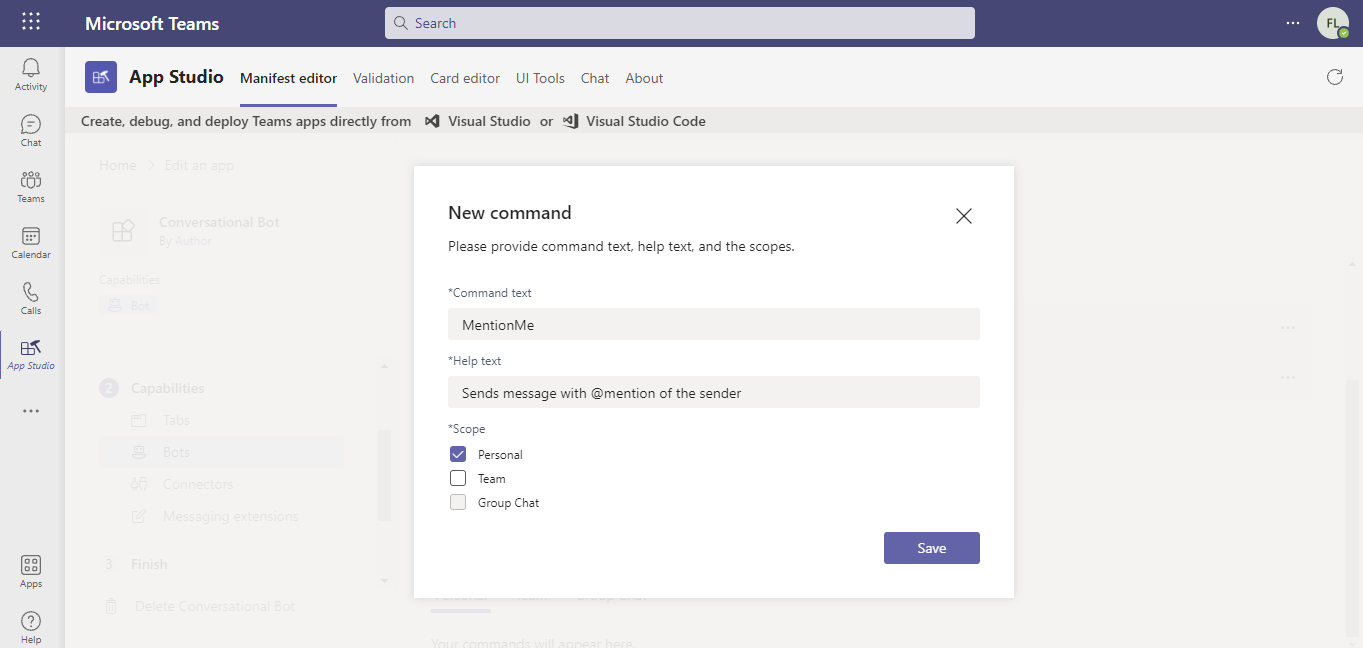 Microsoft Teams
Search
FL
Activity
Chat
Teams
Calendar
Calls
App Studio
Apps
Help
App Studio
Manifest editor Validation Card editor UI Tools Chat About
Create, debug, and deploy Teams apps directly from Visual Studio or Visual Studio Code
Home > Edit an app
Conversational Bot
By Author
Capabilities
Bot
2 Capabilities
Tabs
Bots
Connectors
Messaging extensions
3 Finish
Delete Conversational Bot
New command
Please provide command text, help text, and the scopes.
*Command text
MentionMe
*Help text
Sends message with @mention of the sender
*Scope
Personal
Team
Group Chat
Save
Your commands will appear here.